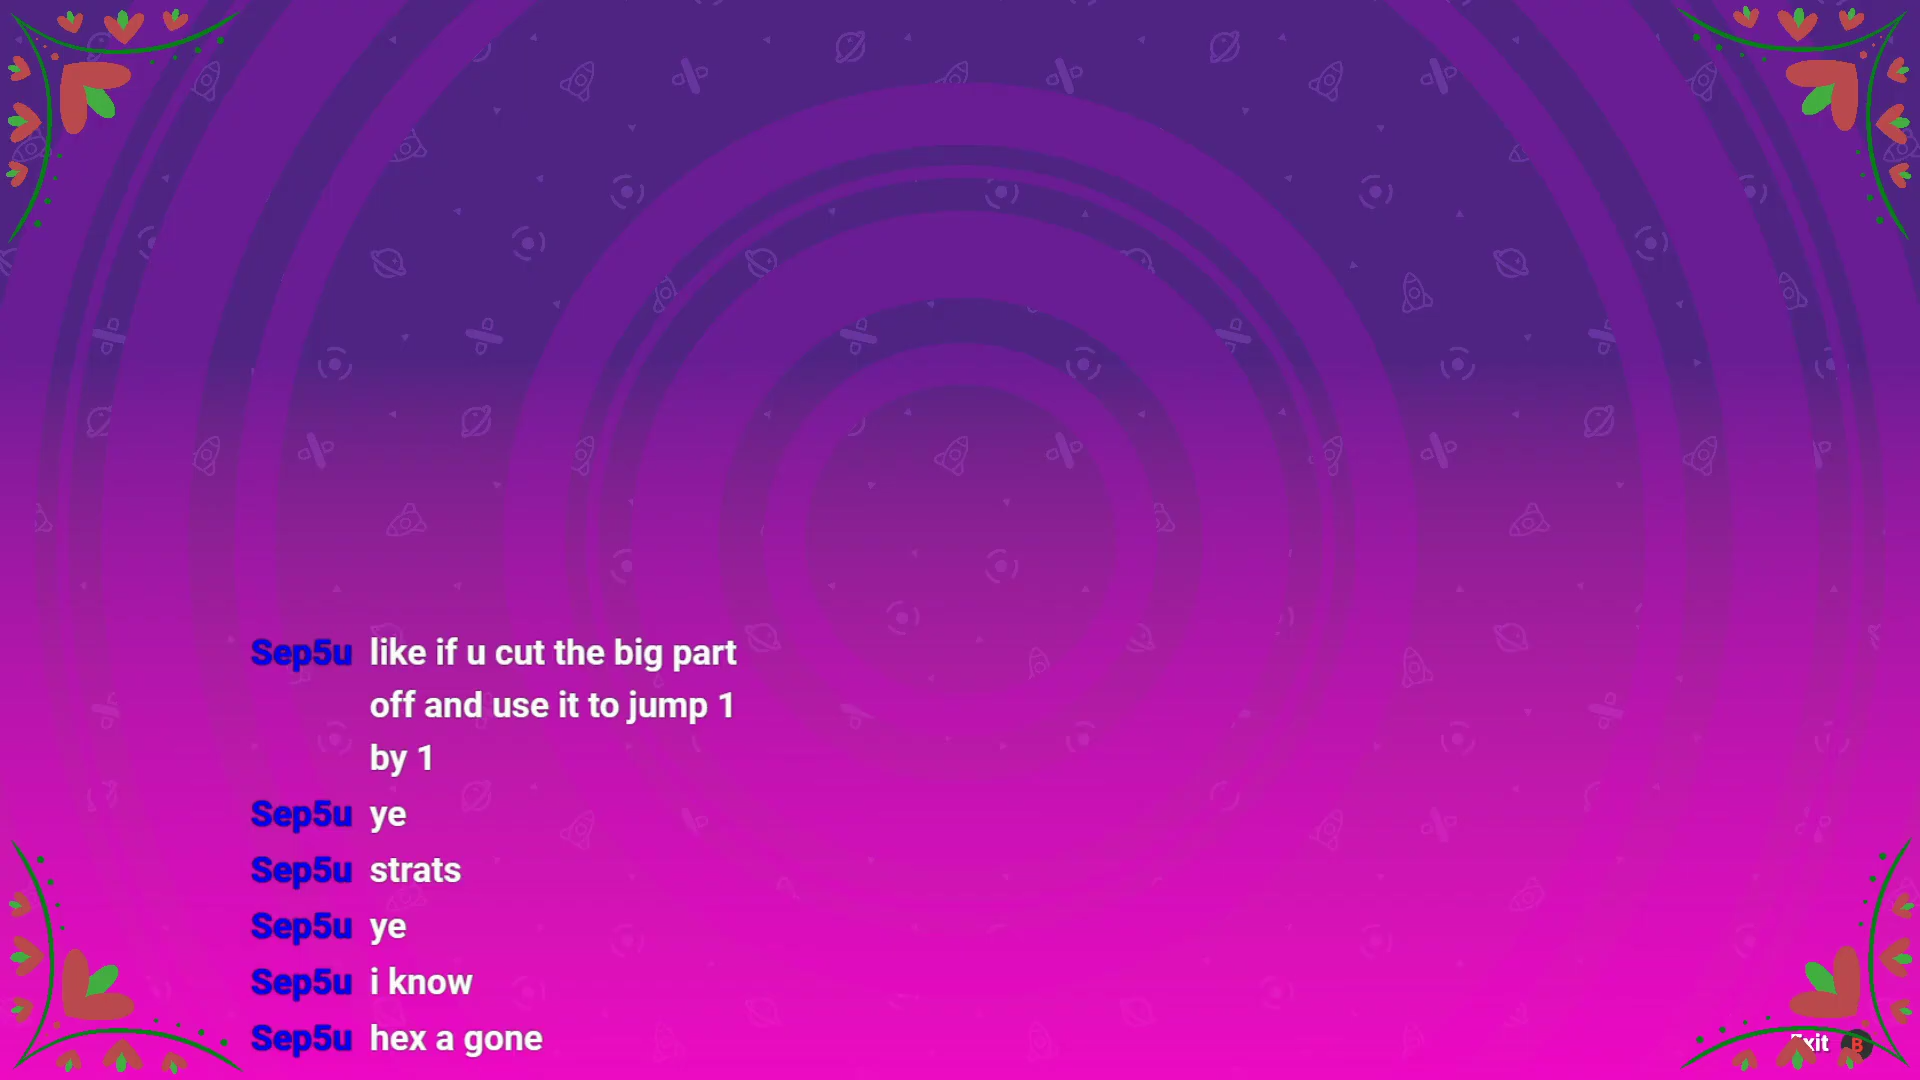 Sep5u like if u cut the big part
off and use it to jump 1
by 1
Sep5u ye
Sep5u strats
Sep5u ye
Sep5u i know
Sep5u hex a gone
Exit B